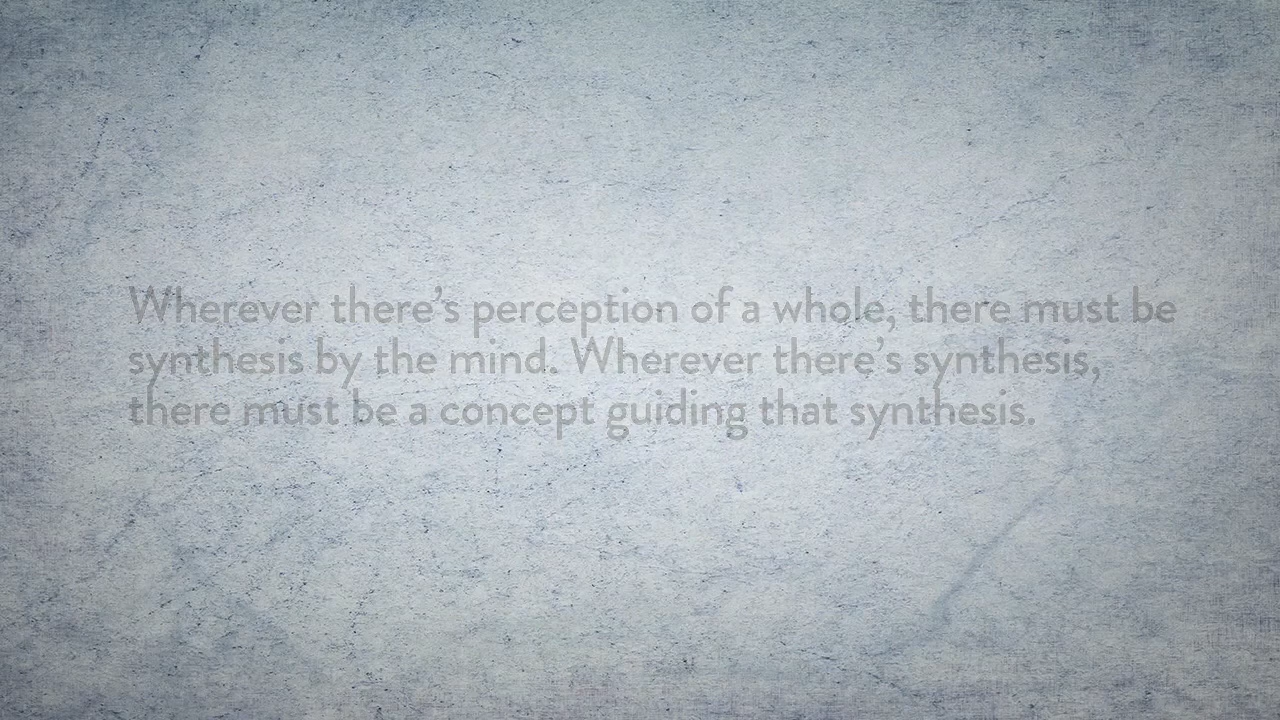 Wherever there’s perception of a whole, there must be
synthesis by the mind. Wherever there’s synthesis,
there must be a concept guiding that synthesis.